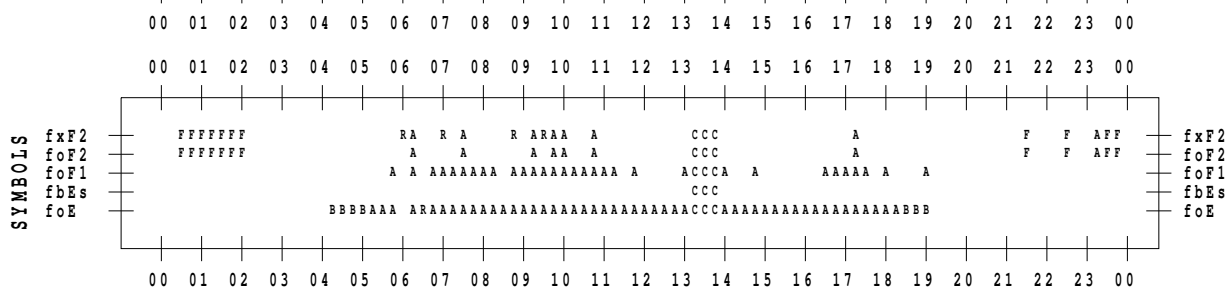 00 01 02 03 04 05 06 07 08 09 10 11 12 13 14 15 16 17 18 19 20 21 22 23 00
00 01 02 03 04 05 06 07 08 09 10 11 12 13 14 15 16 17 18 19 20 21 22 23 00
SYMBOLS
fxF2 FFFFFFF RA R A R ARAA A CCC A F F AFF fxF2
foF2 FFFFFFF A A A AA A CCC A F F AFF foF2
foF1 A A AAAAAAA AAAAAAAAAAA A ACCCA A AAAAA A A foF1
fbEs CCC fbEs
foE BBBBAAA ARAAAAAAAAAAAAAAAAAAAAAAAAAACCCAAAAAAAAAAAAAAAAAABBB foE
00 01 02 03 04 05 06 07 08 09 10 11 12 13 14 15 16 17 18 19 20 21 22 23 00